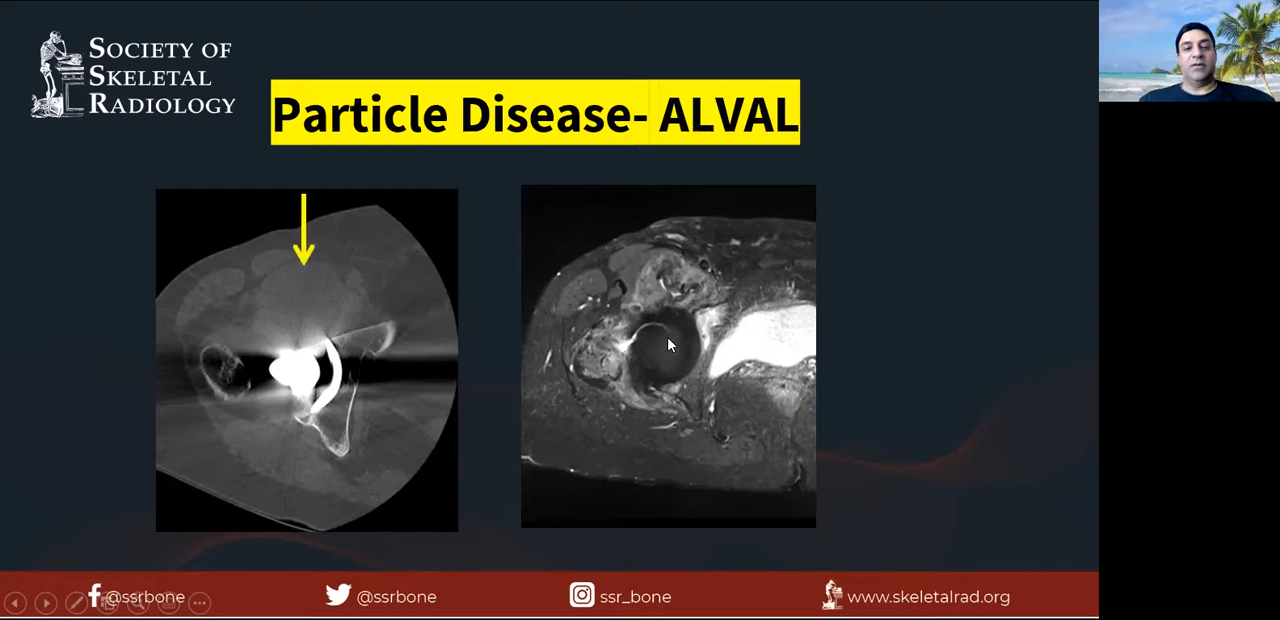 SOCIETY OF
SKELETAL
RADIOLOGY
Particle Disease- ALVAL
@ssrbone
@ssrbone
ssr_bone
www.skeletalrad.org